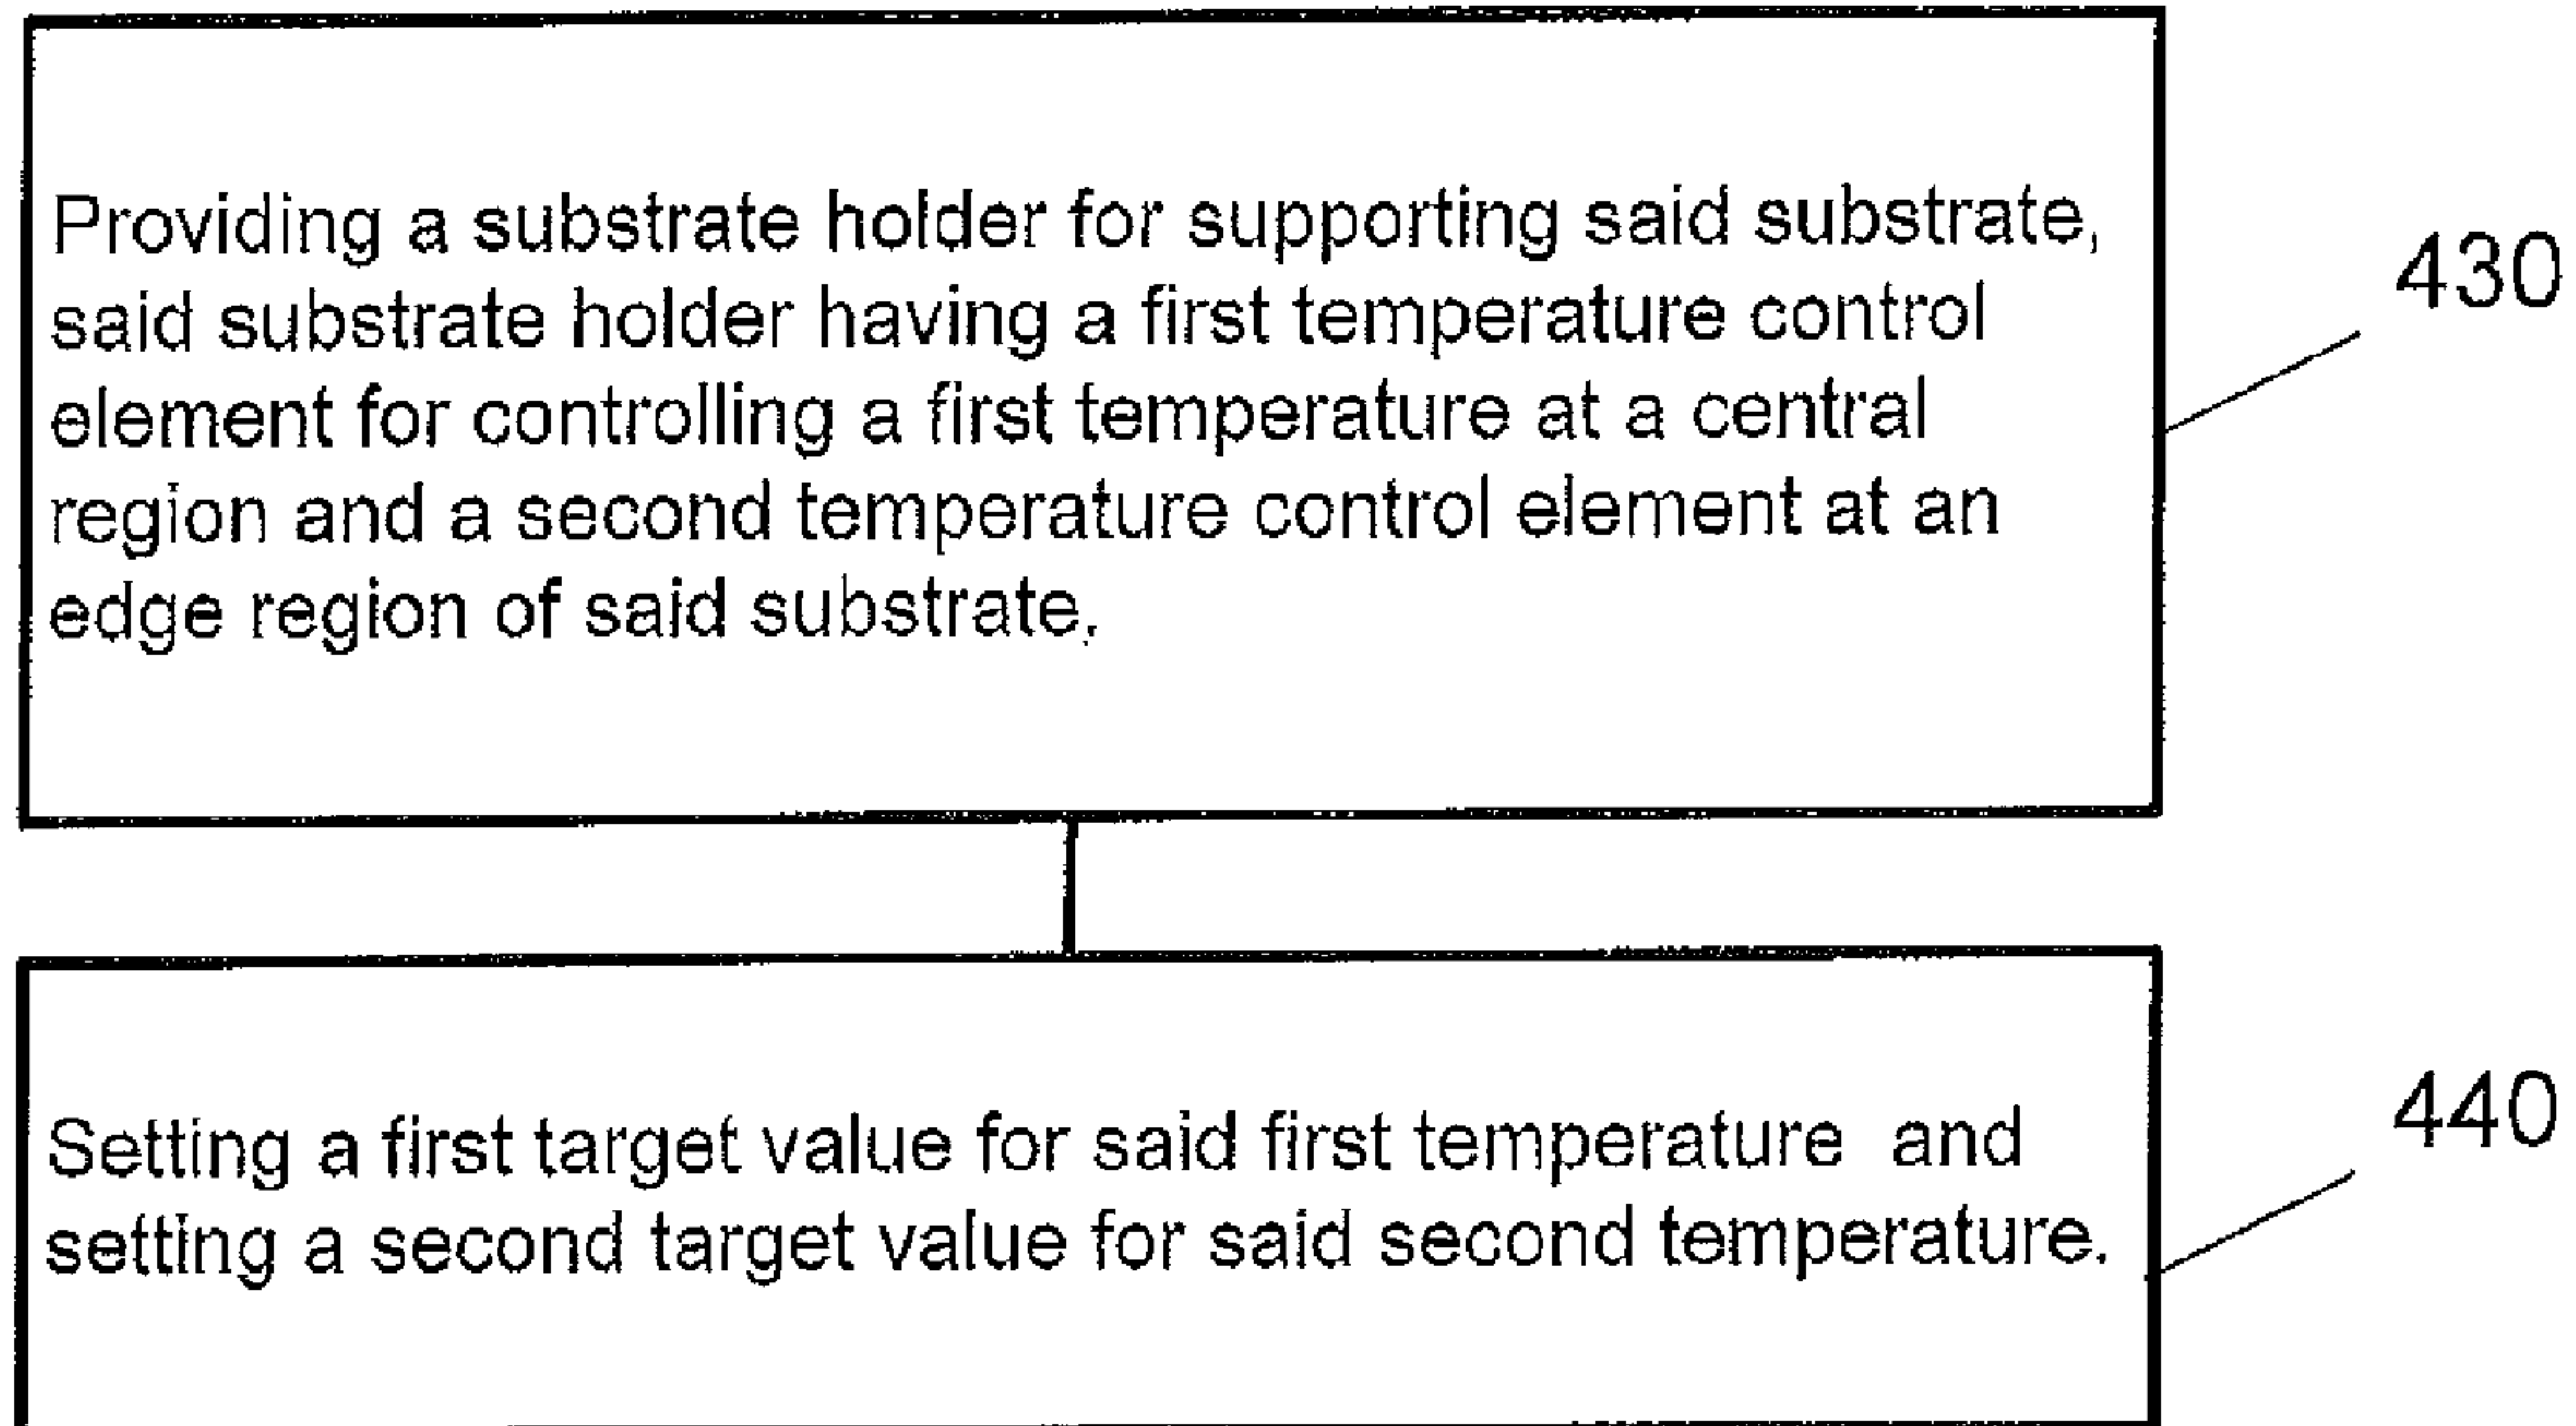 Providing a substrate holder for supporting said substrate,
said substrate holder having a first temperature control
element for controlling a first temperature at a central
region and a second temperature control element at an
edge region of said substrate,
430
Setting a first target value for said first temperature and
setting a second target value for said second temperature.
440